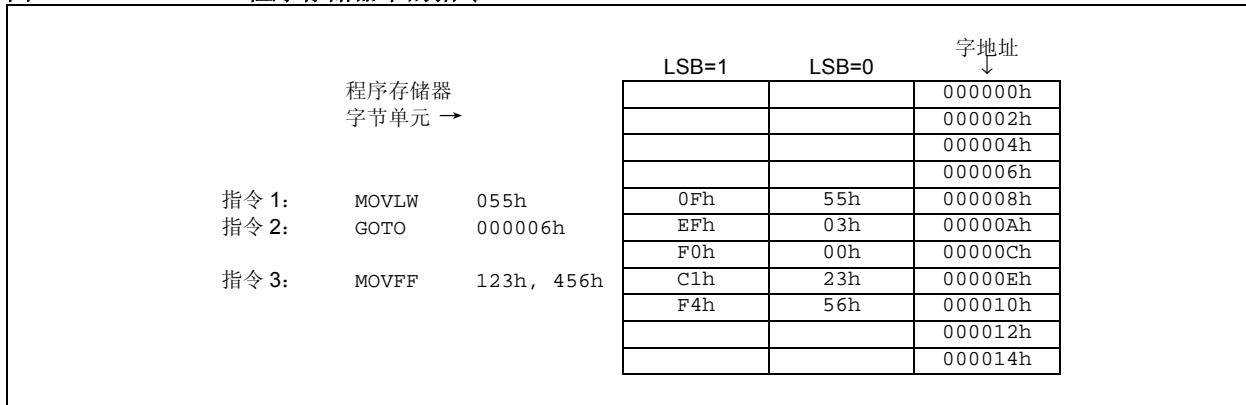 字地址
LSB=1 LSB=0 ↓
程序存储器 000000h
字节单元 → 000002h
000004h
000006h
指令 1： MOVLW 055h 0Fh 55h 000008h
指令 2： GOTO 000006h EFh 03h 00000Ah
F0h 00h 00000Ch
指令 3： MOVFF 123h, 456h C1h 23h 00000Eh
F4h 56h 000010h
000012h
000014h